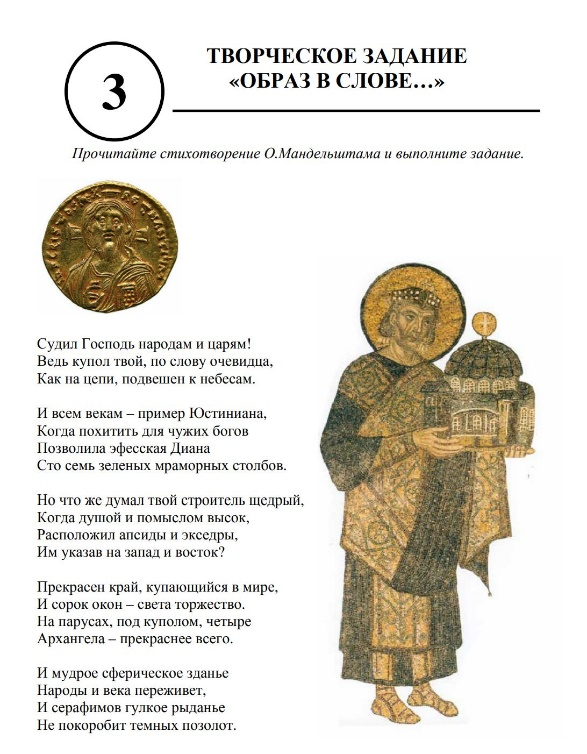 3
ТВОРЧЕСКОЕ ЗАДАНИЕ
«ОБРАЗ В СЛОВЕ…»
Прочитайте стихотворение О.Мандельштама и выполните задание.
Судил Господь народам и царям!
Ведь купол твой, по слову очевидца,
Как на цепи, подвешен к небесам.
И всем векам – пример Юстиниана,
Когда похитить для чужих богов
Позволила эфесская Диана
Сто семь зеленых мраморных столбов.
Но что же думал твой строитель щедрый,
Когда душой и помыслом высок,
Расположил апсиды и экседры,
Им указав на запад и восток?
Прекрасен край, купающийся в мире,
И сорок окон – света торжество.
На парусах, под куполом, четыре
Архангела – прекраснее всего.
И мудрое сферическое зданье
Народы и века переживет,
И серафимов гулкое рыданье
Не покоробит темных позолот.